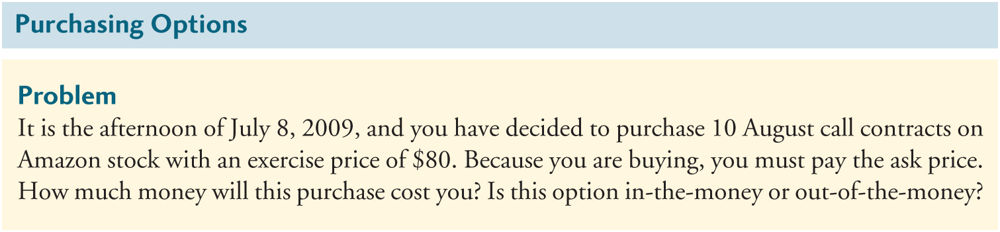 Purchasing Options
Problem
It is the afternoon of July 8, 2009, and you have decided to purchase 10 August call contracts on
Amazon stock with an exercise price of $80. Because you are buying, you must pay the ask price.
How much money will this purchase cost you? Is this option in-the-money or out-of-the-money?